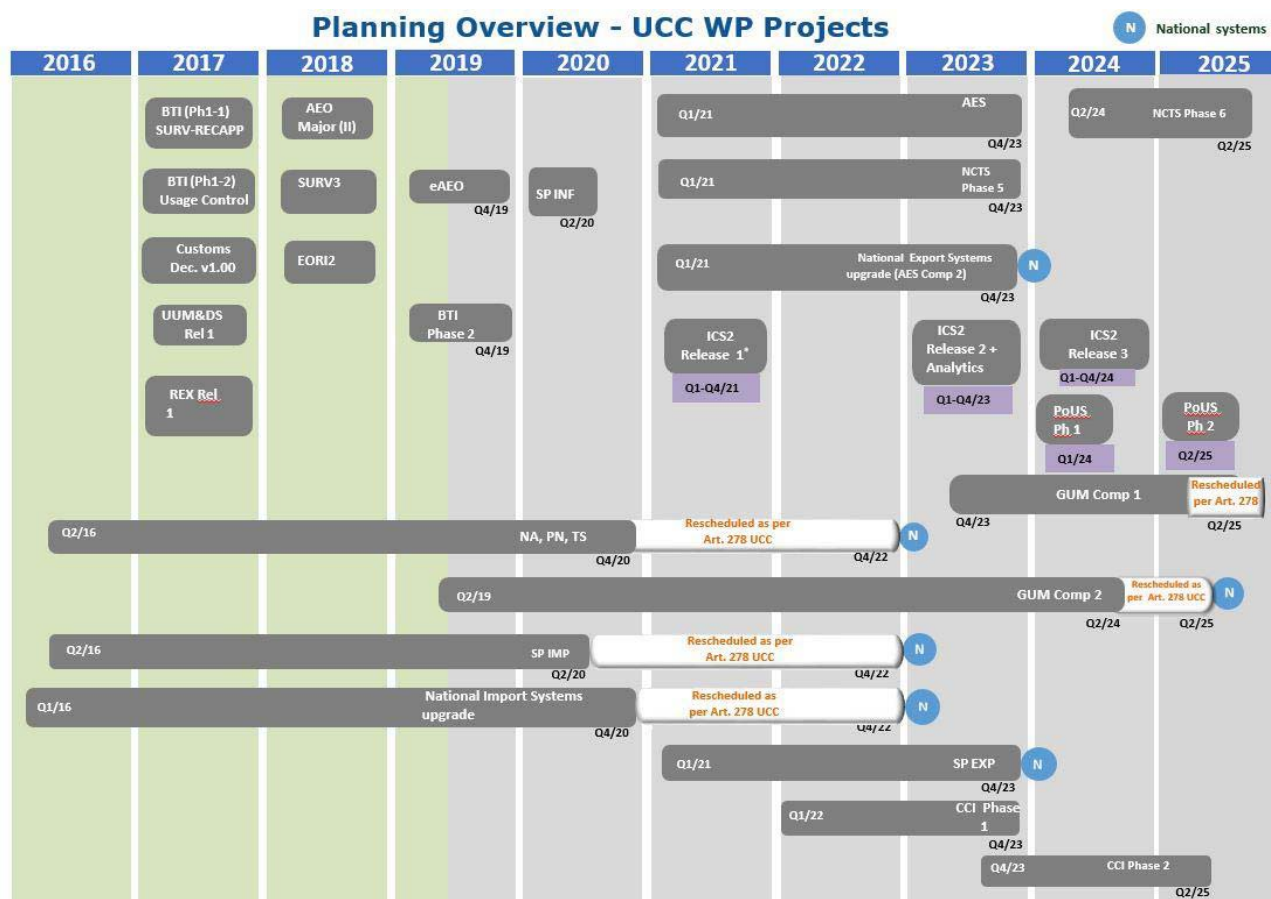 Planning Overview - UCC WP Projects
N National systems
2016 2017 2018 2019 2020 2021 2022 2023 2024 2025
BTI (Ph1-1)
SURV-RECAPP
AEO
Major (II)
Q1/21 AES
Q4/23
Q2/24 NCTS Phase 6
Q2/25
BTI (Ph1-2)
Usage Control
SURV3
eAEO
Q4/19
SP INF
Q2/20
Q1/21 NCTS
Phase 5
Q4/23
Customs
Dec. v1.00
EORI2
Q1/21 National Export Systems
upgrade (AES Comp 2)
Q4/23
N
UUM&DS
Rel 1
BTI
Phase 2
Q4/19
ICS2
Release 1*
Q1-Q4/21
ICS2
Release 2 +
Analytics
Q1-Q4/23
ICS2
Release 3
Q1-Q4/24
REX Rel
1
PoUS
Ph 1
Q1/24
PoUS
Ph 2
Q2/25
GUM Comp 1
Rescheduled
per Art. 278
Q4/23
Q2/25
Q2/16 NA, PN, TS
Q4/20
Rescheduled as per
Art. 278 UCC
Q4/22
N
Q2/19 GUM Comp 2
Q2/24
Rescheduled as
per Art. 278 UCC
Q2/25
N
Q2/16 SP IMP
Q2/20
Rescheduled as per
Art. 278 UCC
Q4/22
N
Q1/16 National Import Systems
upgrade
Q4/20
Rescheduled as
per Art. 278 UCC
Q4/22
N
Q1/21 SP EXP
Q4/23
N
Q1/22 CCI Phase
1
Q4/23
Q4/23 CCI Phase 2
Q2/25